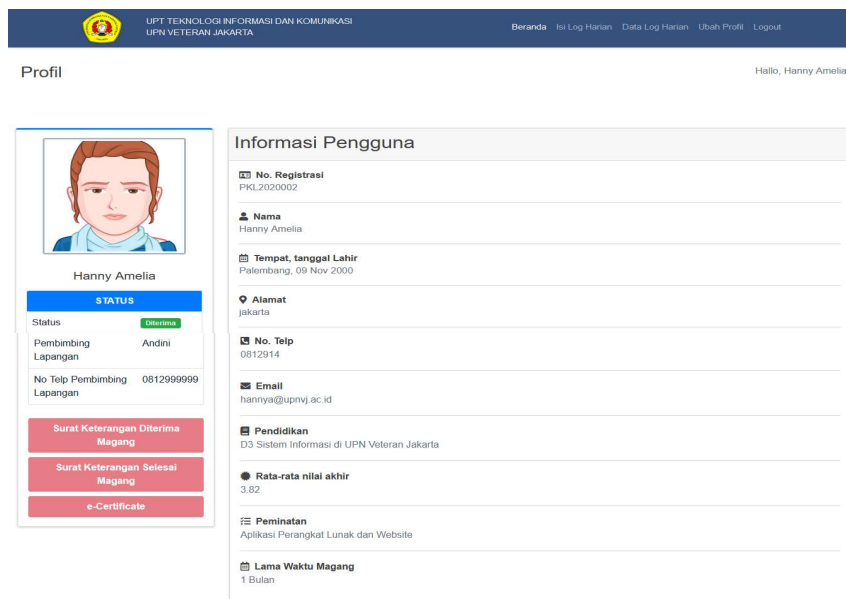 UPT TEKNOLOGI INFORMASI DAN KOMUNIKASI
UPN VETERAN JAKARTA
Beranda Isi Log Harian Data Log Harian Ubah Profil Logout
Profil
Hallo, Hanny Amelia
Hanny Amelia
STATUS
Status Diterima
Pembimbing Andini
Lapangan
No Telp Pembimbing 0812999999
Lapangan
Surat Keterangan Diterima
Magang
Surat Keterangan Selesai
Magang
e-Certificate
Informasi Pengguna
No. Registrasi
PKL2020002
Nama
Hanny Amelia
Tempat, tanggal Lahir
Palembang, 09 Nov 2000
Alamat
jakarta
No. Telp
0812914
Email
hannya@upnvj.ac.id
Pendidikan
D3 Sistem Informasi di UPN Veteran Jakarta
Rata-rata nilai akhir
3.82
Peminatan
Aplikasi Perangkat Lunak dan Website
Lama Waktu Magang
1 Bulan